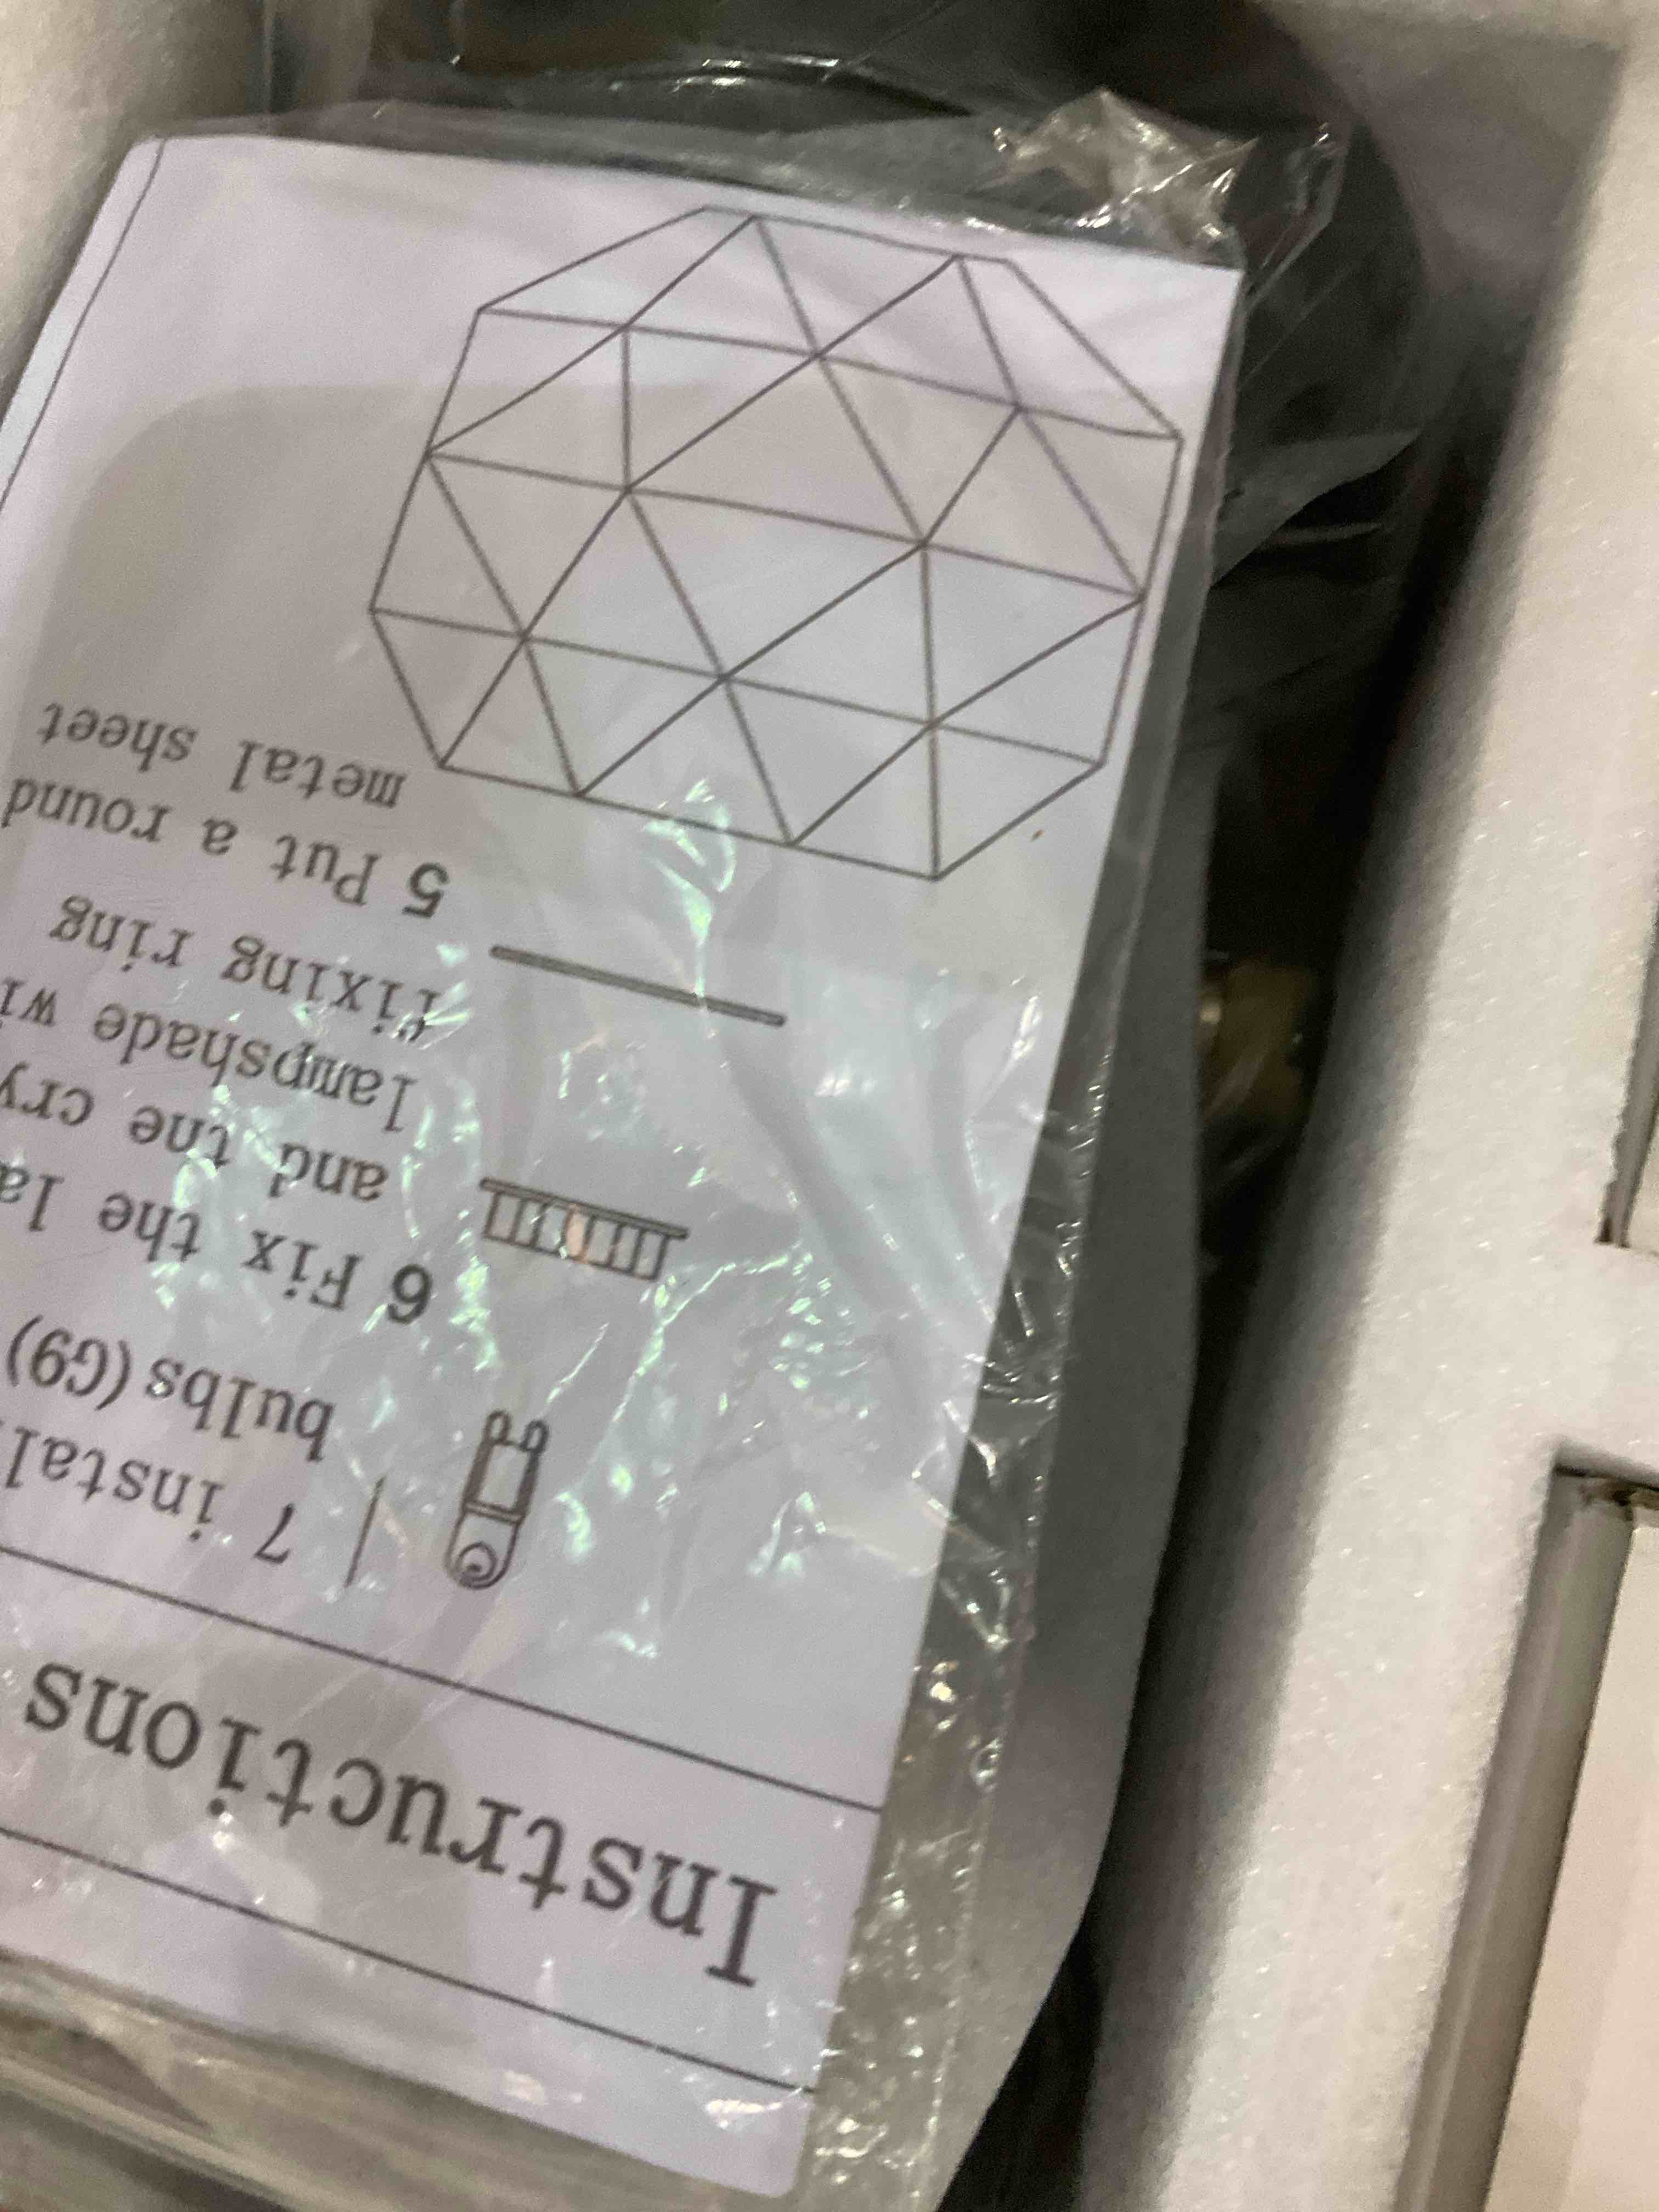 Instructions
7 instal
bulbs(G9)
6 Fix the la
and the cry
lampshade wi
fixing ring
5 Put a round
metal sheet